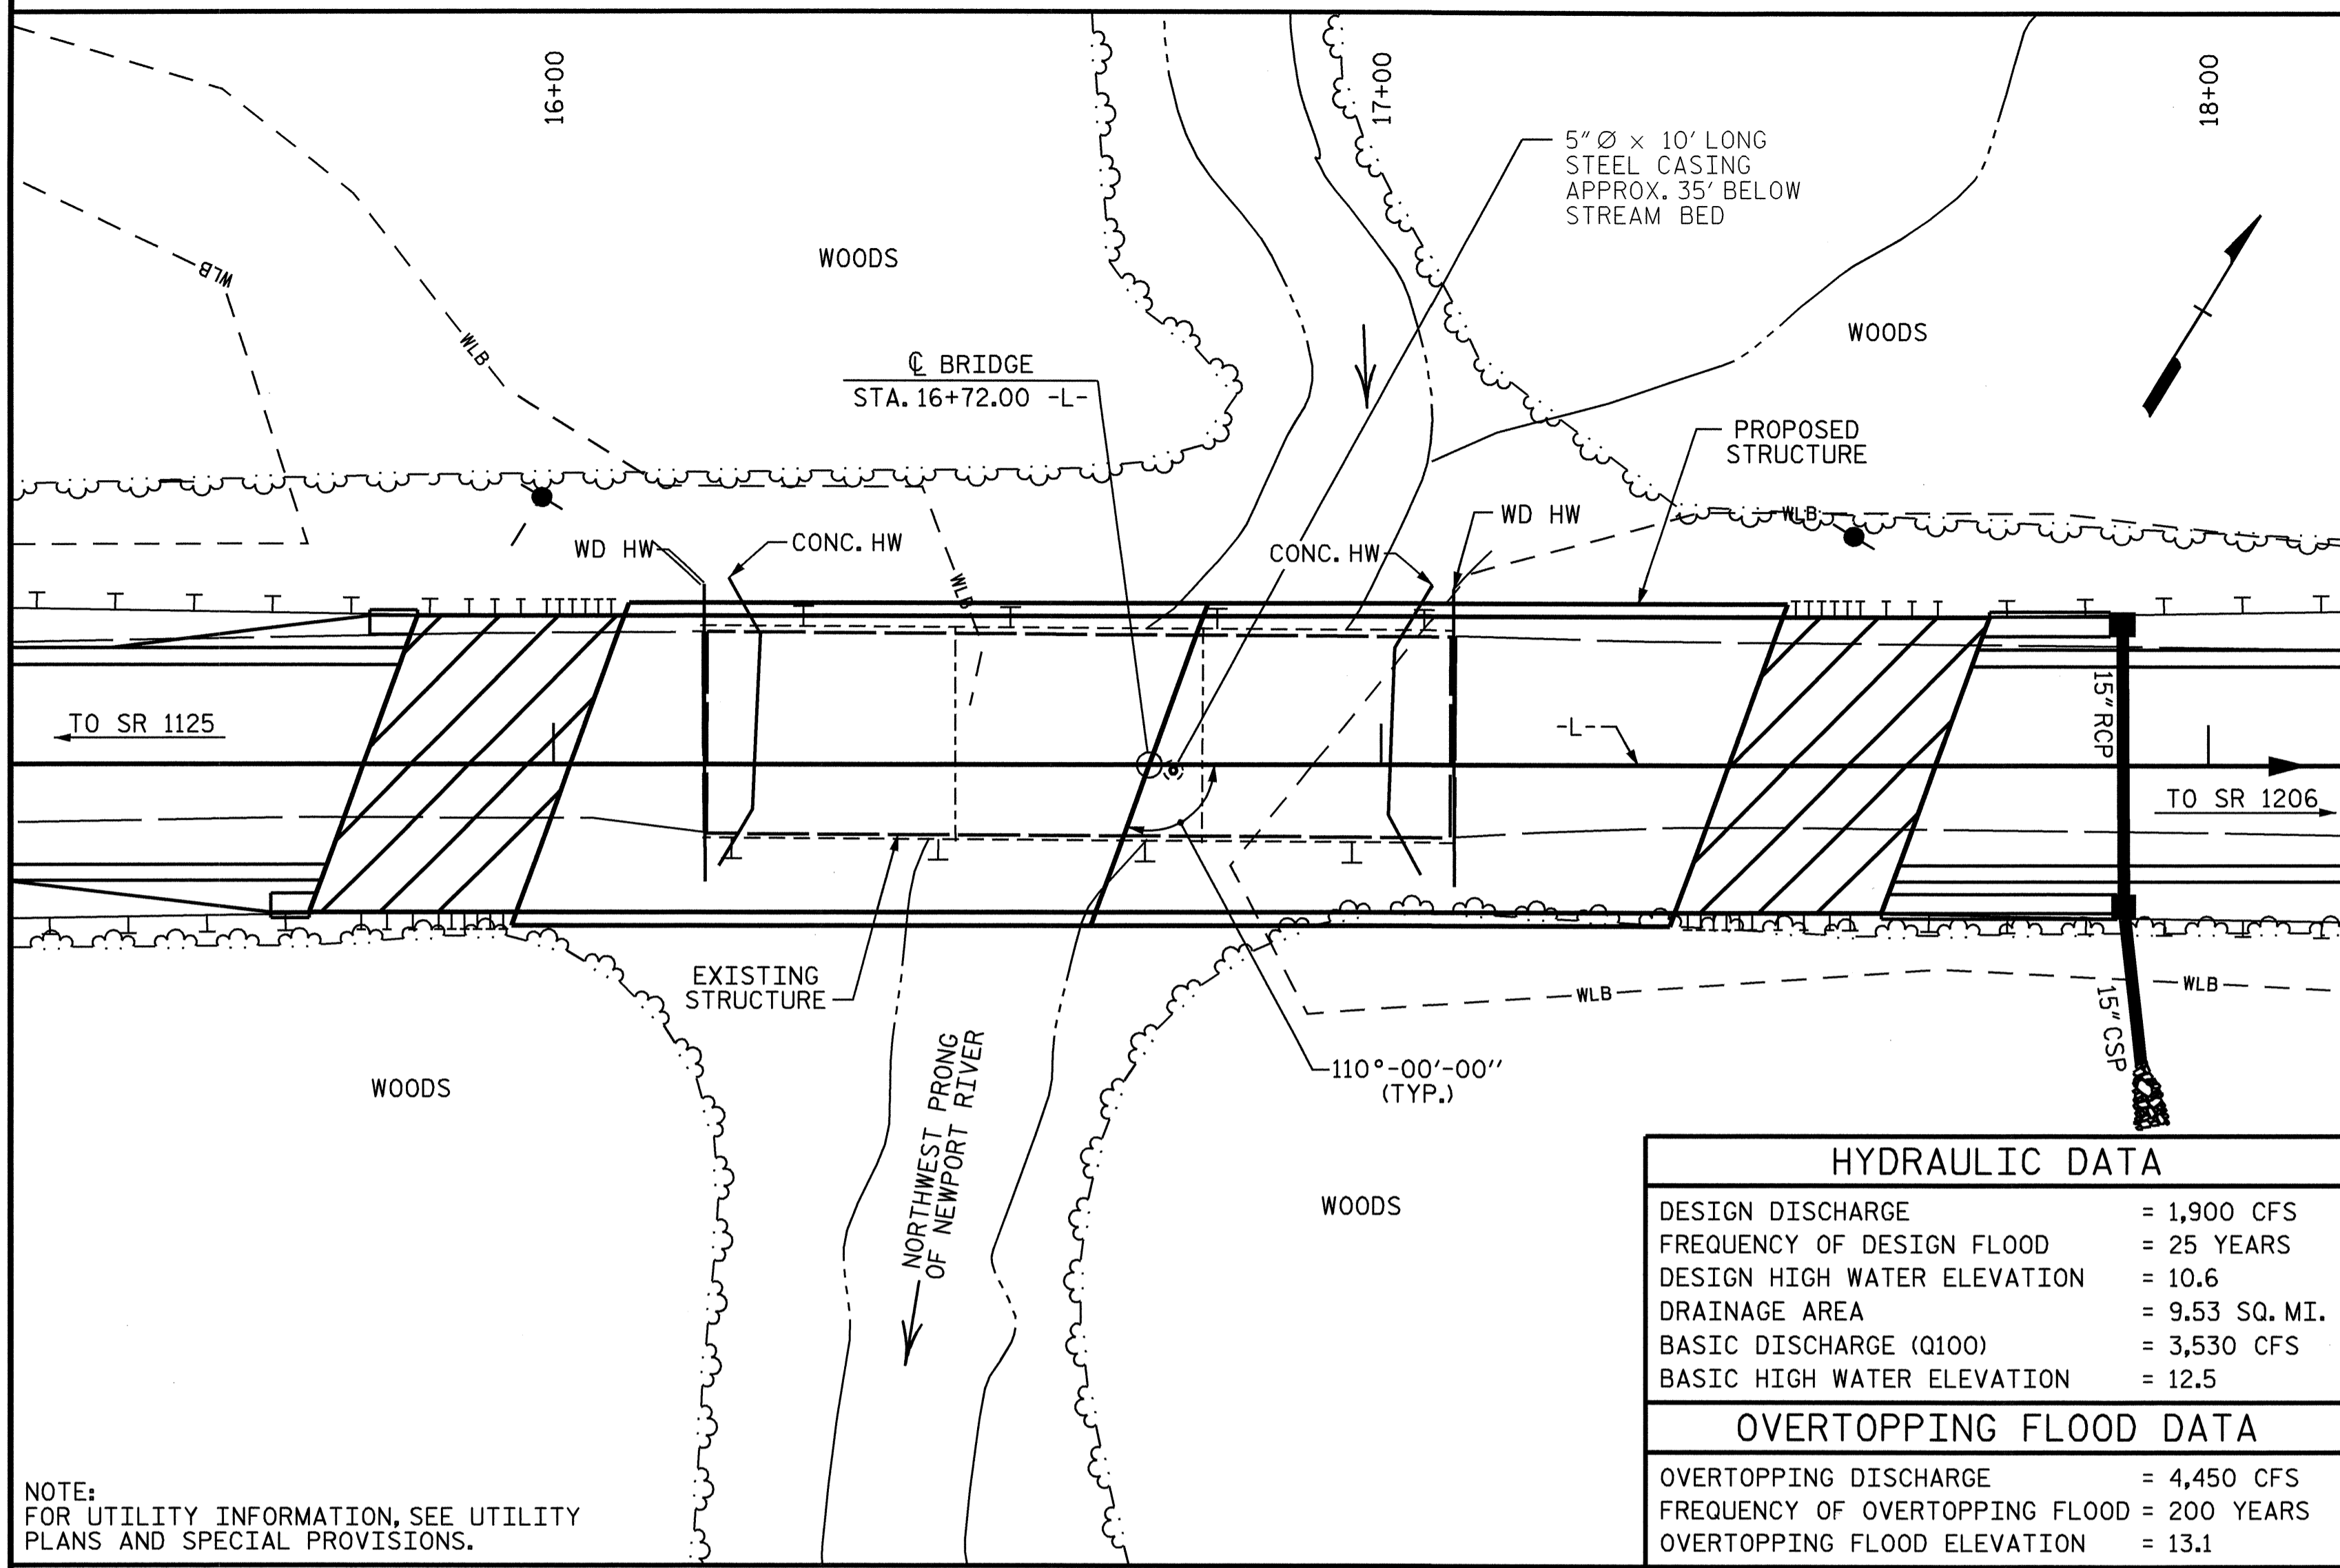 16+00
17+00
18+00
5"Ø x 10' LONG
STEEL CASING
APPROX. 35' BELOW
STREAM BED
WOODS
WLB
WOODS
WLB
℄ BRIDGE
STA. 16+72.00 -L-
PROPOSED
STRUCTURE
WD HW
CONC. HW
WLB
CONC. HW
WD HW
WLB
TO SR 1125
-L-
15" RCP
TO SR 1206
EXISTING
STRUCTURE
WLB
WLB
15" CSP
NORTHWEST PRONG
OF NEWPORT RIVER
110°-00'-00"
(TYP.)
WOODS
WOODS
HYDRAULIC DATA
DESIGN DISCHARGE = 1,900 CFS
FREQUENCY OF DESIGN FLOOD = 25 YEARS
DESIGN HIGH WATER ELEVATION = 10.6
DRAINAGE AREA = 9.53 SQ. MI.
BASIC DISCHARGE (Q100) = 3,530 CFS
BASIC HIGH WATER ELEVATION = 12.5
OVERTOPPING FLOOD DATA
OVERTOPPING DISCHARGE = 4,450 CFS
FREQUENCY OF OVERTOPPING FLOOD = 200 YEARS
OVERTOPPING FLOOD ELEVATION = 13.1
NOTE:
FOR UTILITY INFORMATION, SEE UTILITY
PLANS AND SPECIAL PROVISIONS.